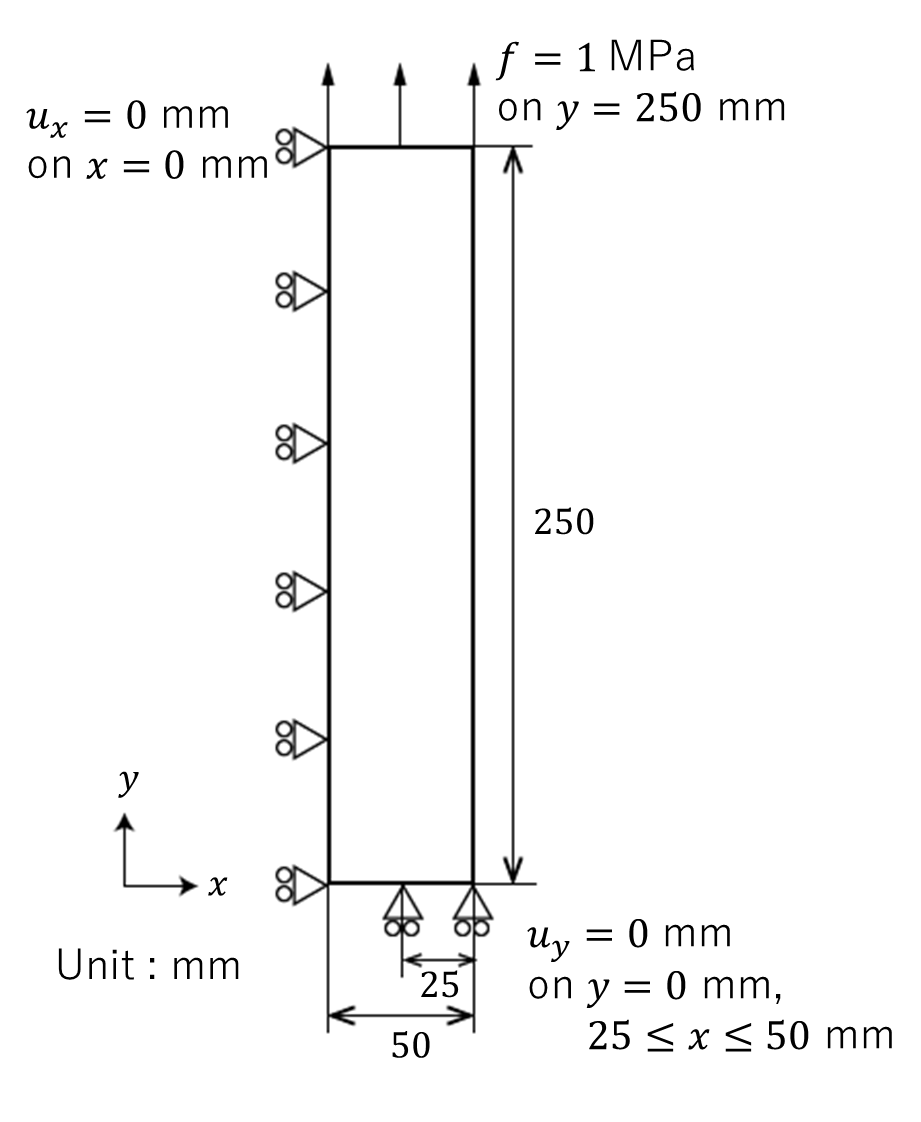 f = 1 MPa
on y = 250 mm
u_x = 0 mm
on x = 0 mm
250
y
x
Unit : mm
25
50
u_y = 0 mm
on y = 0 mm,
25 ≤ x ≤ 50 mm